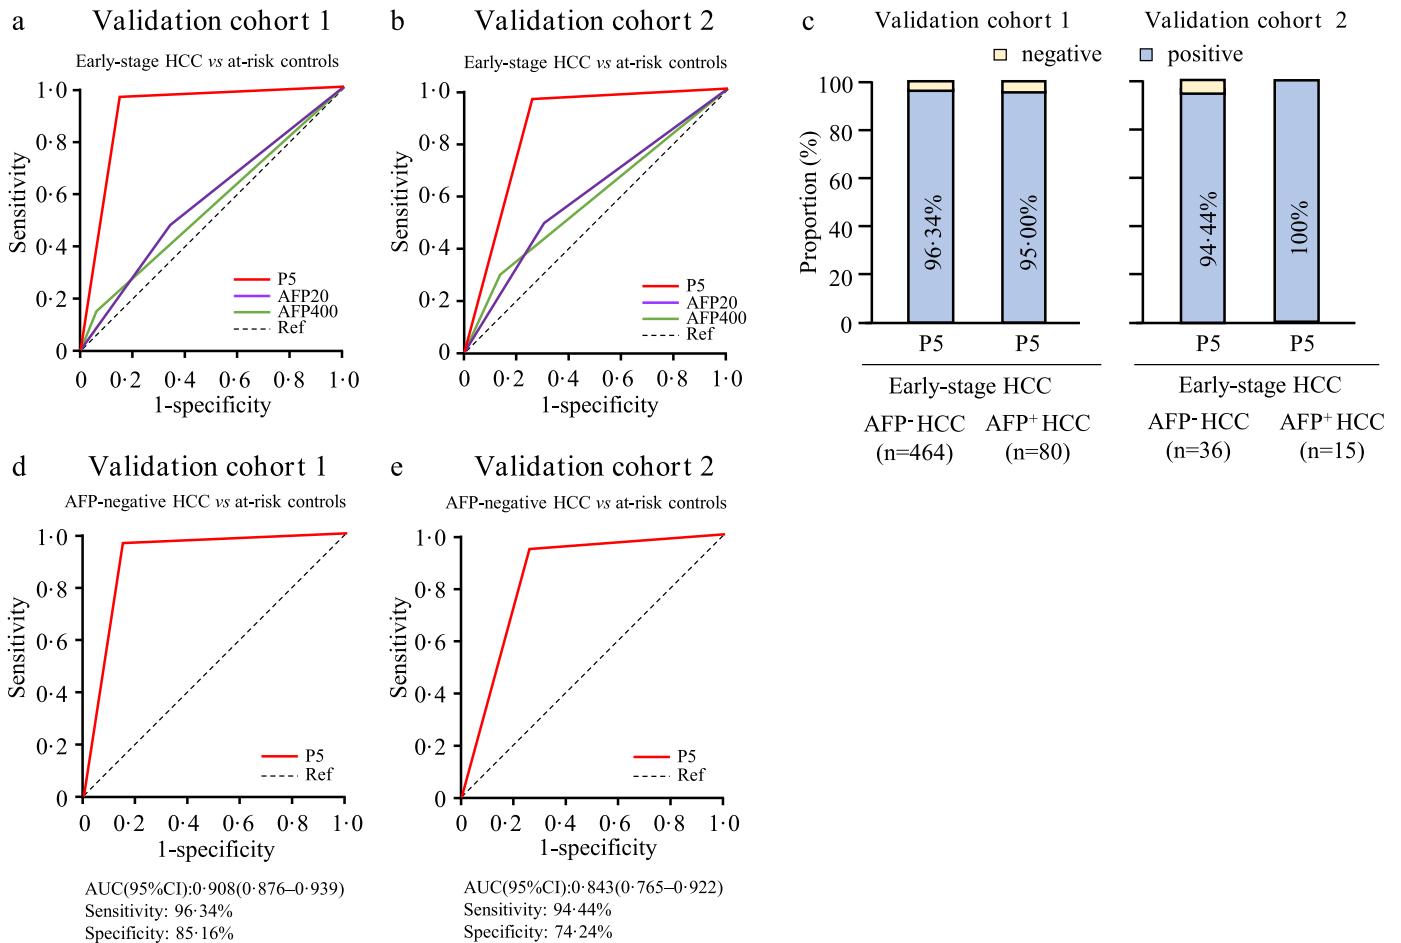 a
Validation cohort 1
Early-stage HCC vs at-risk controls
Sensitivity
1·0
0·8
0·6
0·4
0·2
0
P5
AFP20
AFP400
Ref
0 0·2 0·4 0·6 0·8 1·0
1-specificity
b
Validation cohort 2
Early-stage HCC vs at-risk controls
Sensitivity
1·0
0·8
0·6
0·4
0·2
0
P5
AFP20
AFP400
Ref
0 0·2 0·4 0·6 0·8 1·0
1-specificity
c
Validation cohort 1
Validation cohort 2
negative
positive
Proportion (%)
100
80
60
40
20
0
96·34%
95·00%
94·44%
100%
P5 P5
P5 P5
Early-stage HCC
Early-stage HCC
AFP⁻HCC AFP⁺HCC
(n=464) (n=80)
AFP⁻HCC AFP⁺HCC
(n=36) (n=15)
d
Validation cohort 1
AFP-negative HCC vs at-risk controls
Sensitivity
1·0
0·8
0·6
0·4
0·2
0
P5
Ref
0 0·2 0·4 0·6 0·8 1·0
1-specificity
AUC(95%CI):0·908(0·876–0·939)
Sensitivity: 96·34%
Specificity: 85·16%
e
Validation cohort 2
AFP-negative HCC vs at-risk controls
Sensitivity
1·0
0·8
0·6
0·4
0·2
0
P5
Ref
0 0·2 0·4 0·6 0·8 1·0
1-specificity
AUC(95%CI):0·843(0·765–0·922)
Sensitivity: 94·44%
Specificity: 74·24%